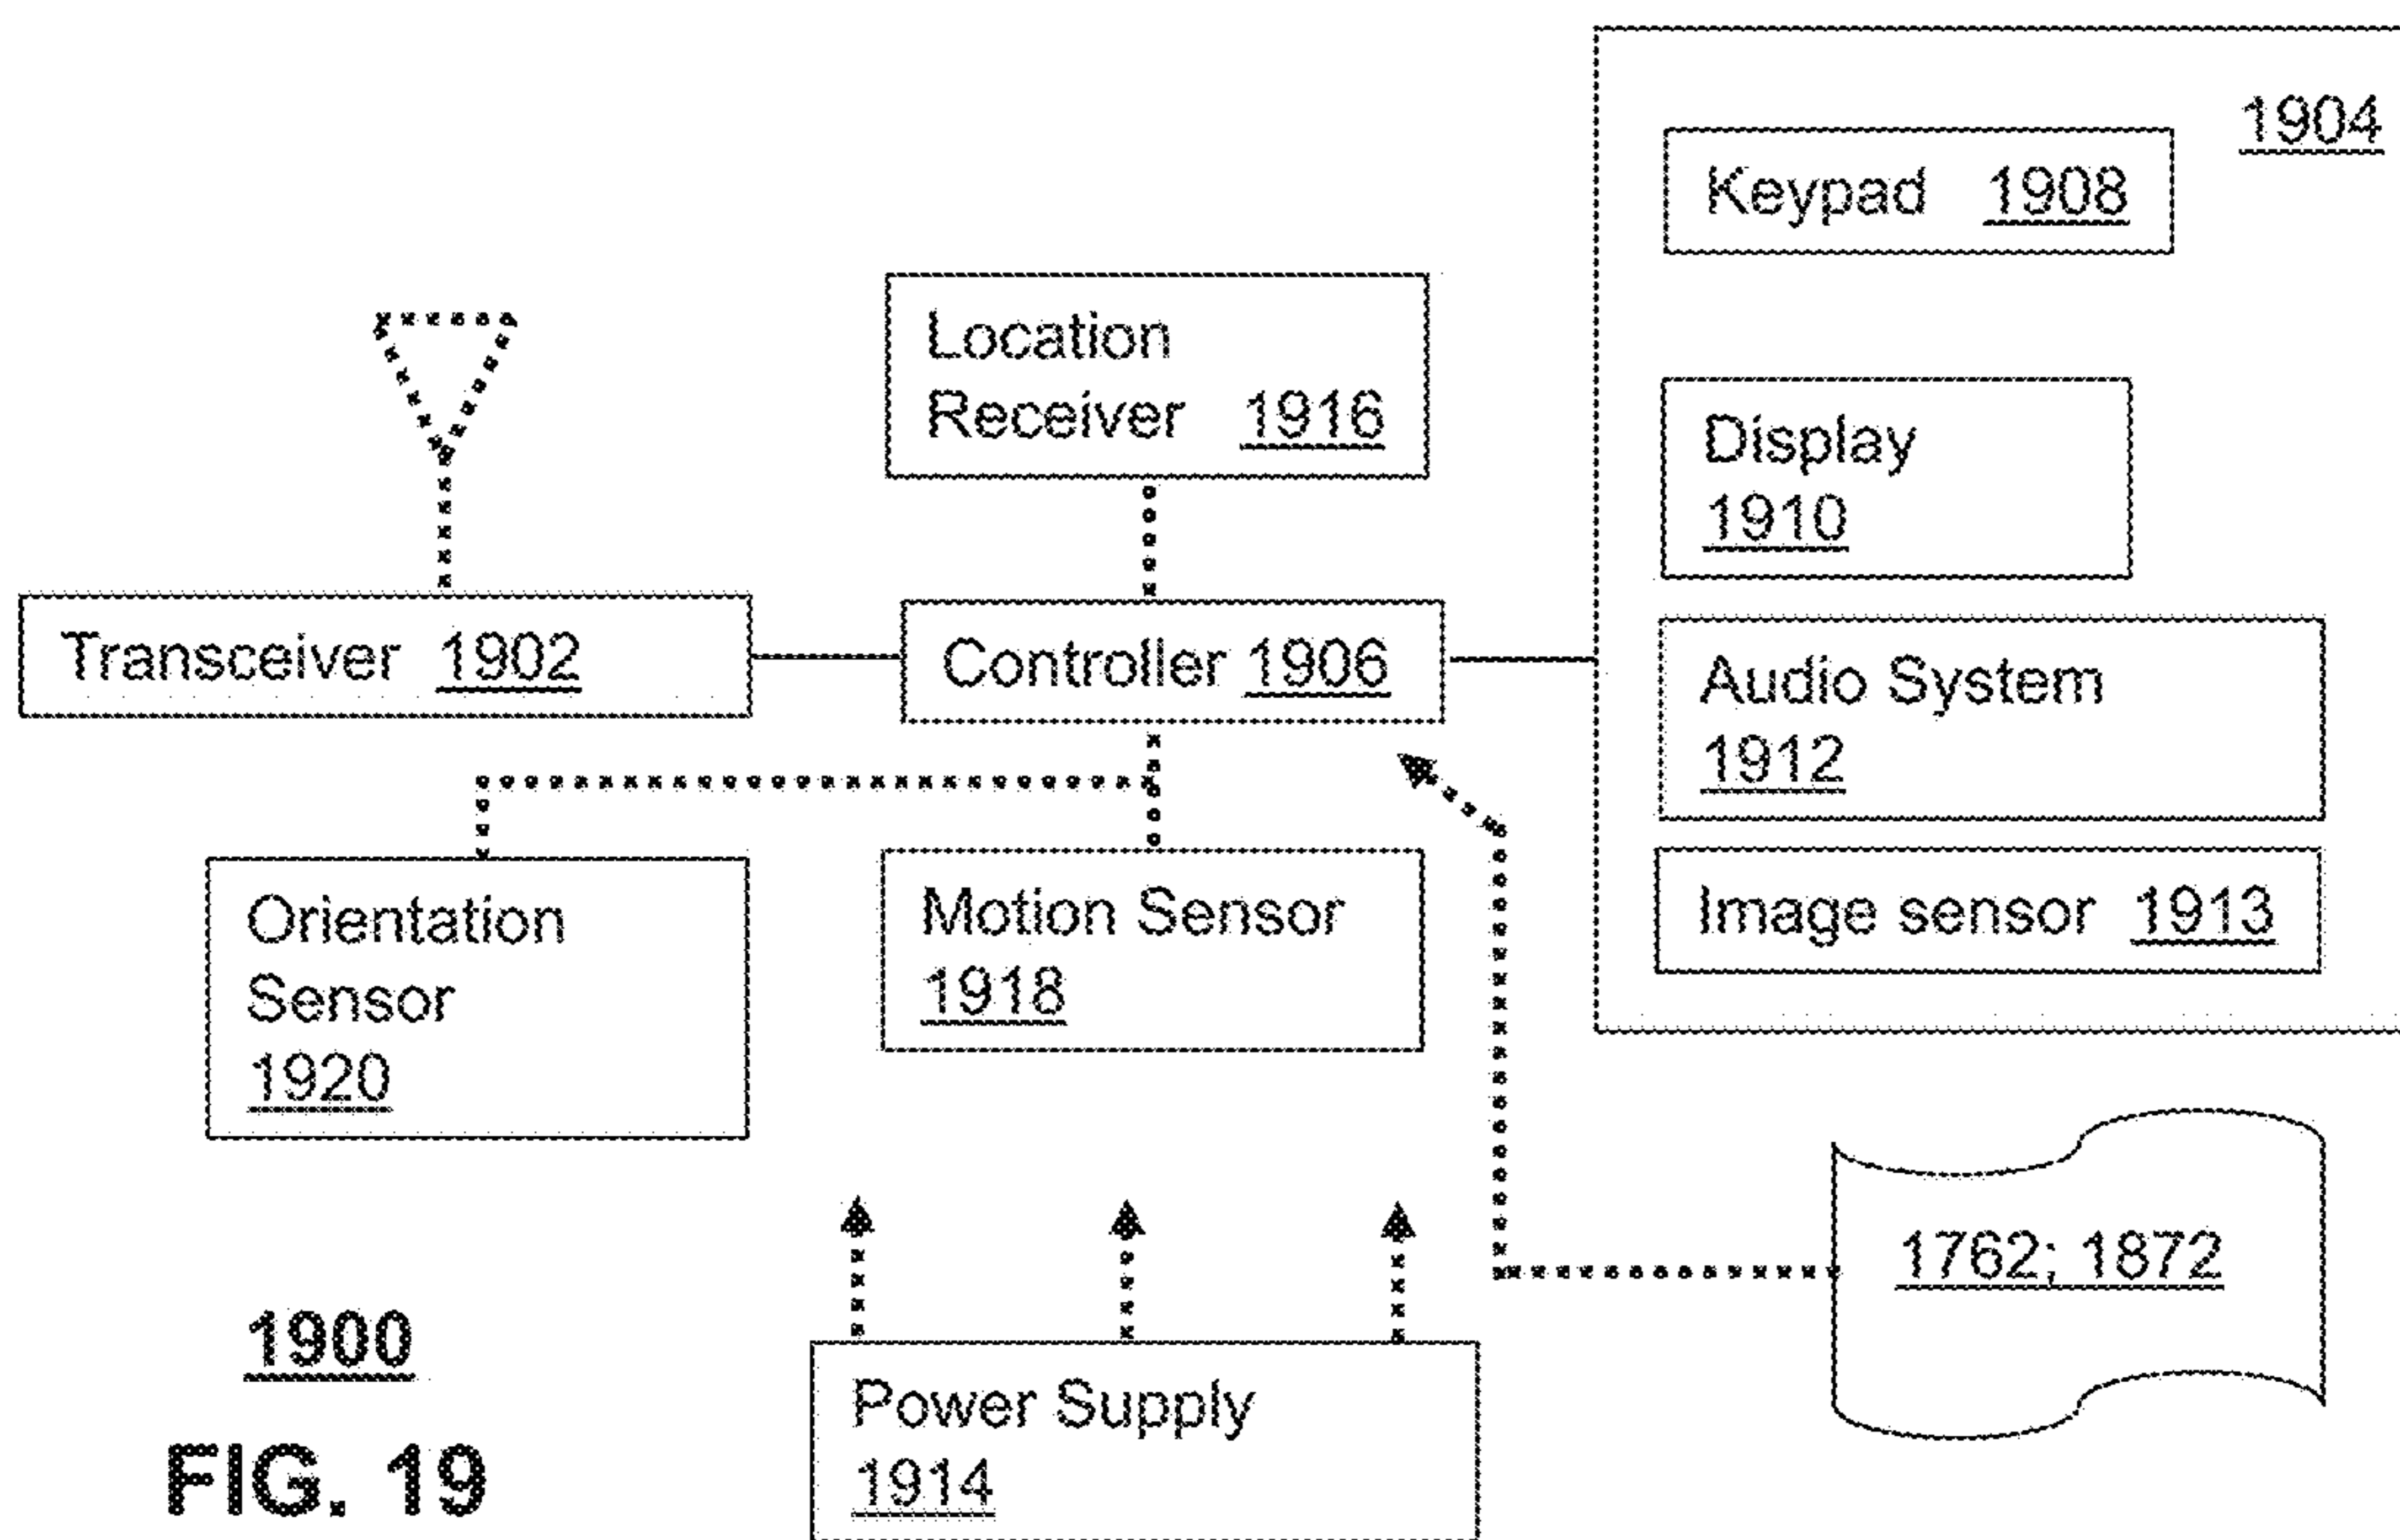 1904
Keypad 1908
Location
Receiver 1916
Display
1910
Transceiver 1902
Controller 1906
Audio System
1912
Orientation
Sensor
1920
Motion Sensor
1918
Image sensor 1913
1762; 1872
Power Supply
1914
1900
FIG. 19